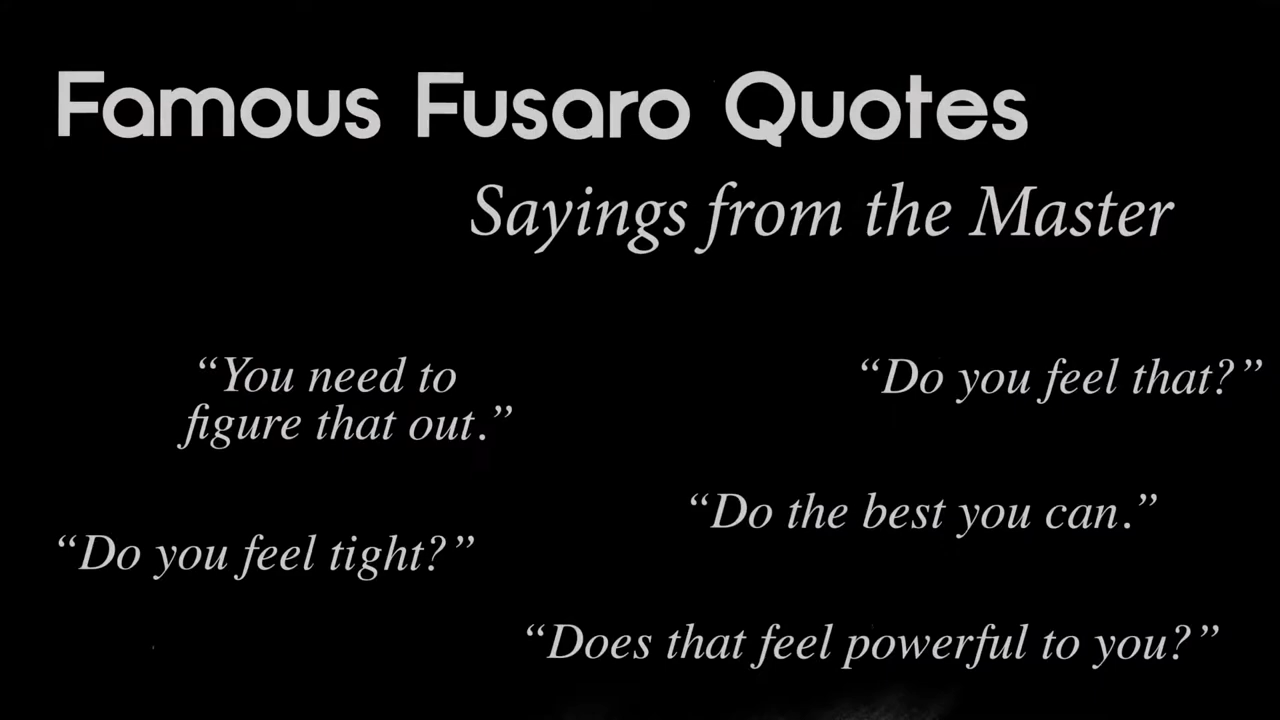 Famous Fusaro Quotes
Sayings from the Master
“You need to
figure that out.”
“Do you feel that?”
“Do the best you can.”
“Do you feel tight?”
“Does that feel powerful to you?”